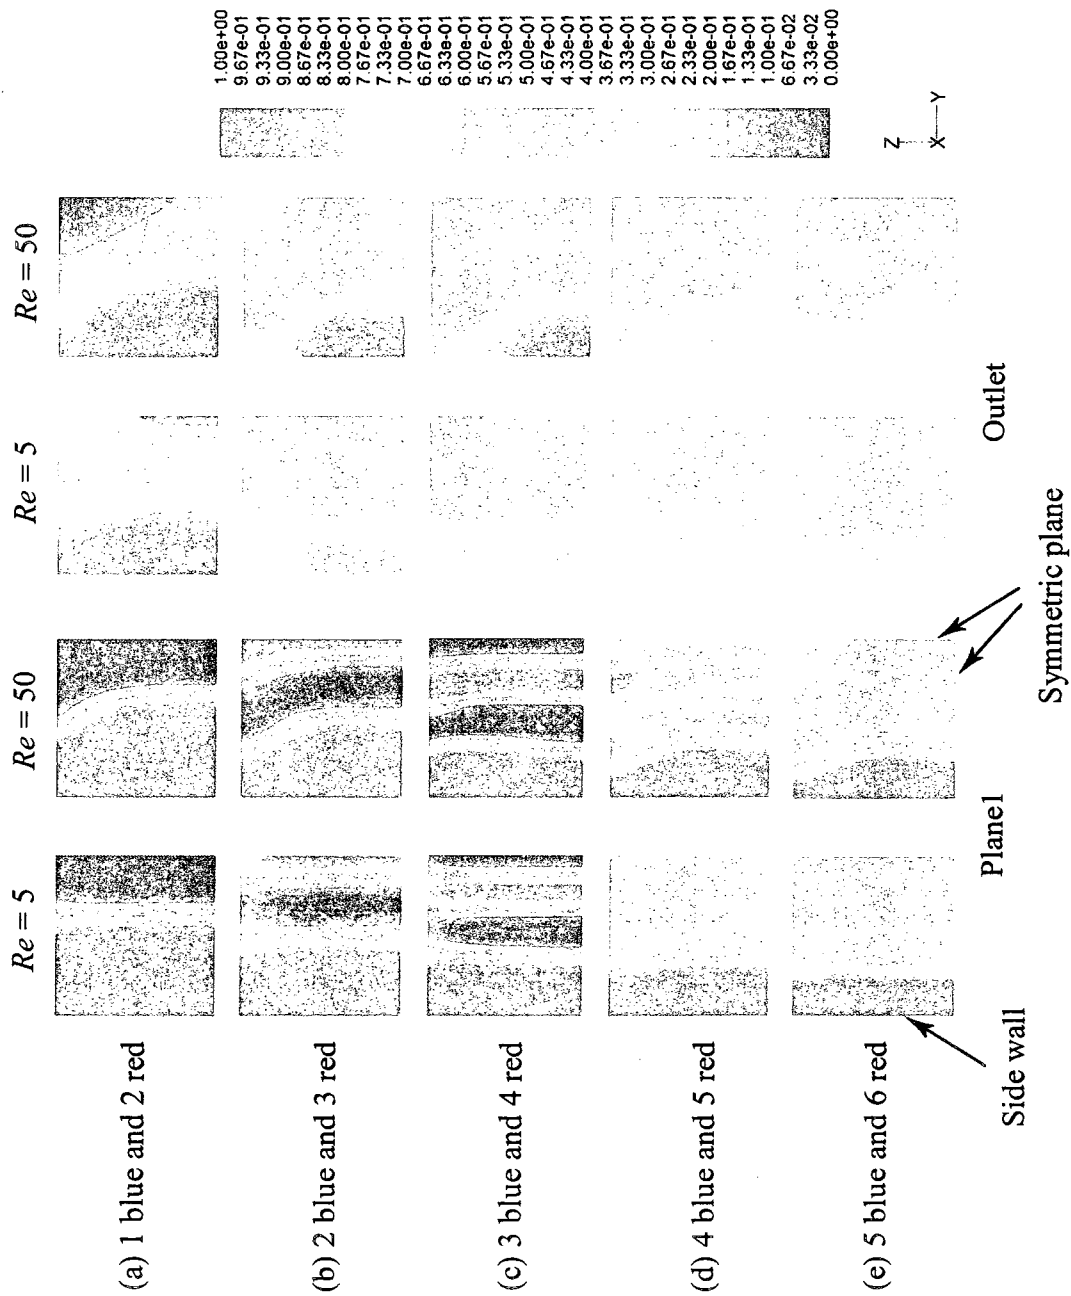 Re = 5
Re = 50
Re = 5
Re = 50
(a) 1 blue and 2 red
(b) 2 blue and 3 red
(c) 3 blue and 4 red
(d) 4 blue and 5 red
(e) 5 blue and 6 red
Side wall
Plane1
Symmetric plane
Outlet
1.00e+00
9.67e-01
9.33e-01
9.00e-01
8.67e-01
8.33e-01
8.00e-01
7.67e-01
7.33e-01
7.00e-01
6.67e-01
6.33e-01
6.00e-01
5.67e-01
5.33e-01
5.00e-01
4.67e-01
4.33e-01
4.00e-01
3.67e-01
3.33e-01
3.00e-01
2.67e-01
2.33e-01
2.00e-01
1.67e-01
1.33e-01
1.00e-01
6.67e-02
3.33e-02
0.00e+00
Z
X
Y